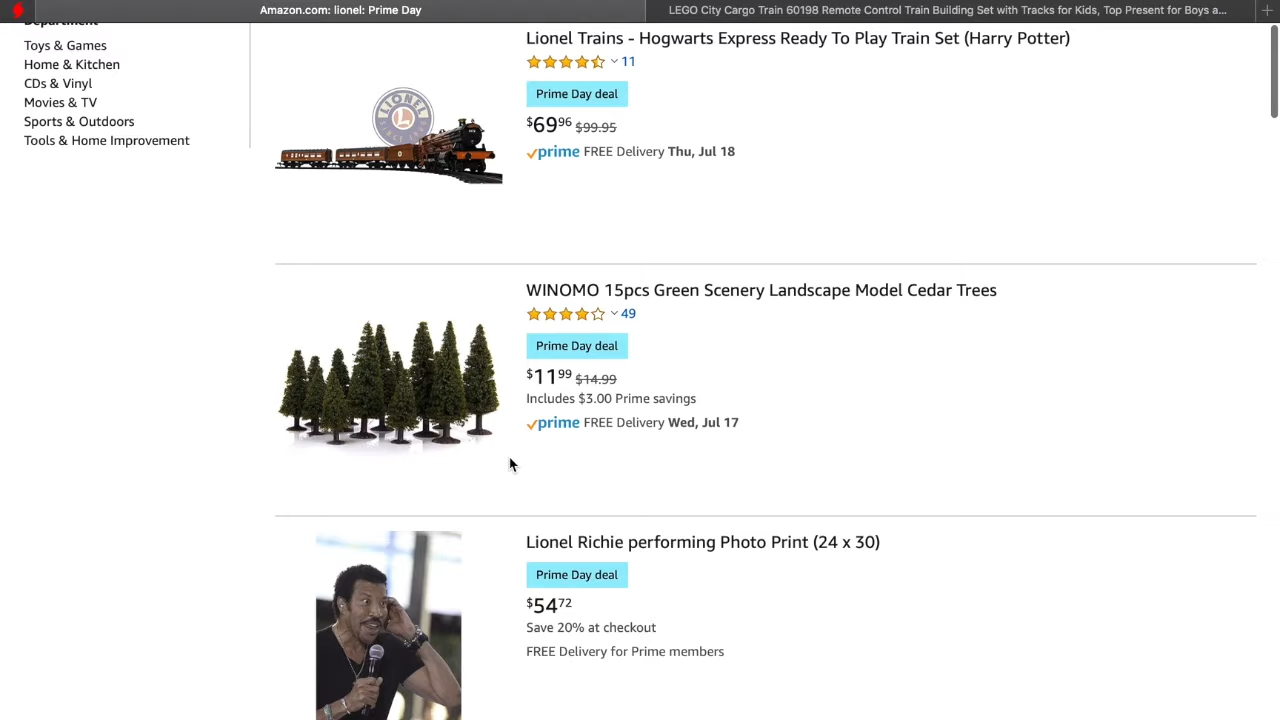 Amazon.com: lionel: Prime Day
LEGO City Cargo Train 60198 Remote Control Train Building Set with Tracks for Kids, Top Present for Boys a...
Department
Toys & Games
Home & Kitchen
CDs & Vinyl
Movies & TV
Sports & Outdoors
Tools & Home Improvement
Lionel Trains - Hogwarts Express Ready To Play Train Set (Harry Potter)
11
Prime Day deal
$69.96 $99.95
prime FREE Delivery Thu, Jul 18
LIONEL
L
WINOMO 15pcs Green Scenery Landscape Model Cedar Trees
49
Prime Day deal
$11.99 $14.99
Includes $3.00 Prime savings
prime FREE Delivery Wed, Jul 17
Lionel Richie performing Photo Print (24 x 30)
Prime Day deal
$54.72
Save 20% at checkout
FREE Delivery for Prime members